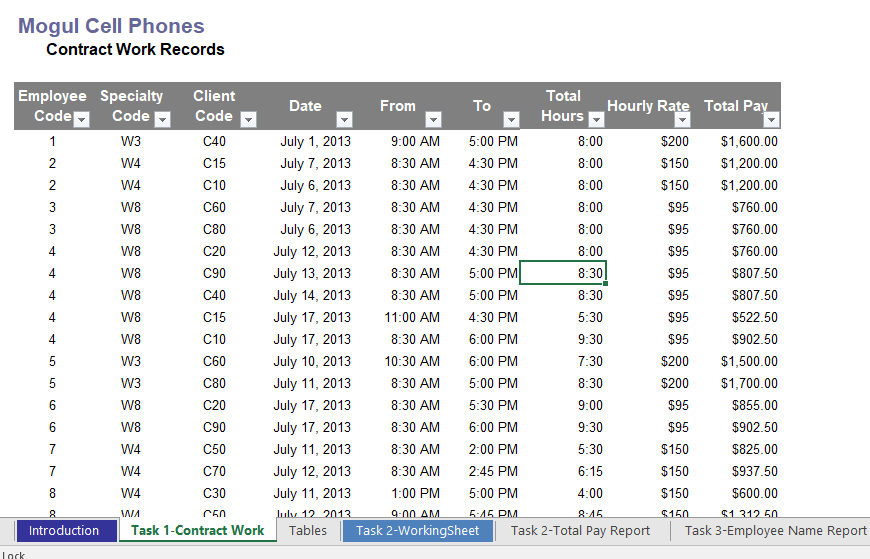 Mogul Cell Phones
Contract Work Records
Employee Code Specialty Code Client Code Date From To Total Hours Hourly Rate Total Pay
1 W3 C40 July 1, 2013 9:00 AM 5:00 PM 8:00 $200 $1,600.00
2 W4 C15 July 7, 2013 8:30 AM 4:30 PM 8:00 $150 $1,200.00
2 W4 C10 July 6, 2013 8:30 AM 4:30 PM 8:00 $150 $1,200.00
3 W8 C60 July 7, 2013 8:30 AM 4:30 PM 8:00 $95 $760.00
3 W8 C80 July 6, 2013 8:30 AM 4:30 PM 8:00 $95 $760.00
4 W8 C20 July 12, 2013 8:30 AM 4:30 PM 8:00 $95 $760.00
4 W8 C90 July 13, 2013 8:30 AM 5:00 PM 8:30 $95 $807.50
4 W8 C40 July 14, 2013 8:30 AM 5:00 PM 8:30 $95 $807.50
4 W8 C15 July 17, 2013 11:00 AM 4:30 PM 5:30 $95 $522.50
4 W8 C10 July 17, 2013 8:30 AM 6:00 PM 9:30 $95 $902.50
5 W3 C60 July 10, 2013 10:30 AM 6:00 PM 7:30 $200 $1,500.00
5 W3 C80 July 11, 2013 8:30 AM 5:00 PM 8:30 $200 $1,700.00
6 W8 C20 July 17, 2013 8:30 AM 5:30 PM 9:00 $95 $855.00
6 W8 C90 July 17, 2013 8:30 AM 6:00 PM 9:30 $95 $902.50
7 W4 C50 July 11, 2013 8:30 AM 2:00 PM 5:30 $150 $825.00
7 W4 C70 July 12, 2013 8:30 AM 2:45 PM 6:15 $150 $937.50
8 W4 C30 July 11, 2013 1:00 PM 5:00 PM 4:00 $150 $600.00
8 W4 C50 July 12, 2013 9:00 AM 5:45 PM 8:45 $150 $1,312.50
Introduction Task 1-Contract Work Tables Task 2-WorkingSheet Task 2-Total Pay Report Task 3-Employee Name Report
Lock